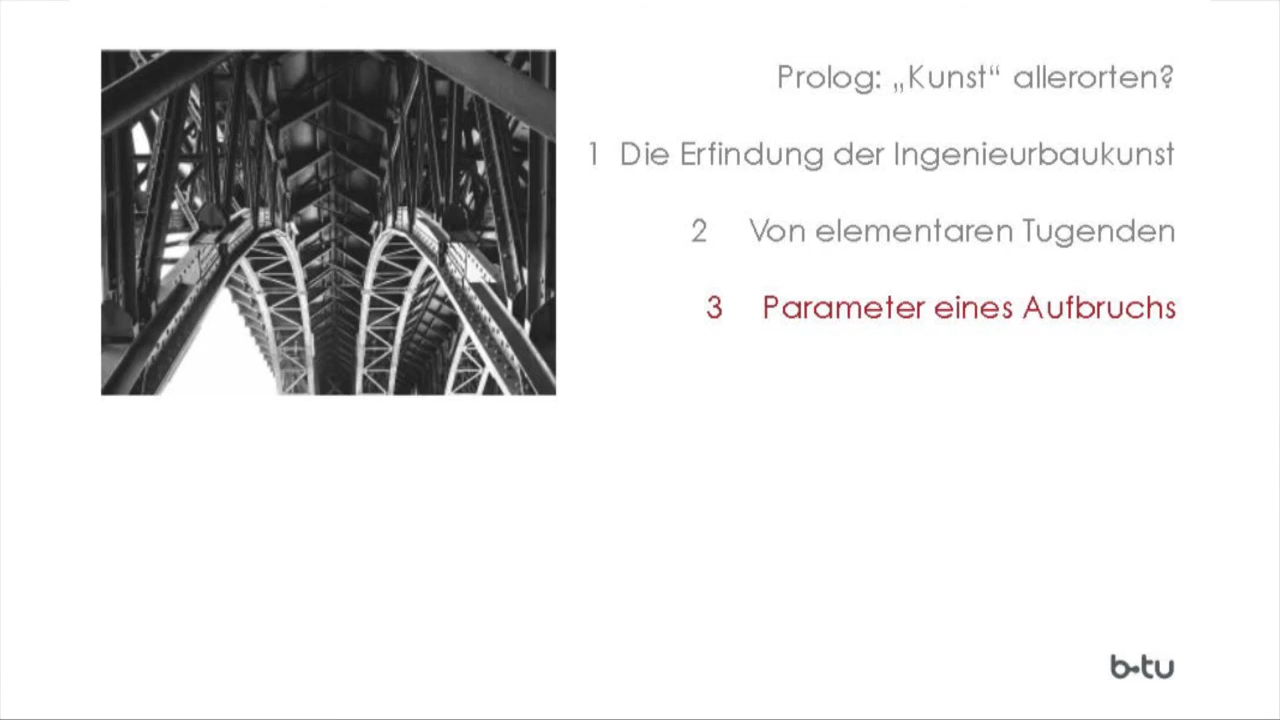 Prolog: „Kunst“ allerorten?
1 Die Erfindung der Ingenieurbaukunst
2 Von elementaren Tugenden
3 Parameter eines Aufbruchs
b-tu